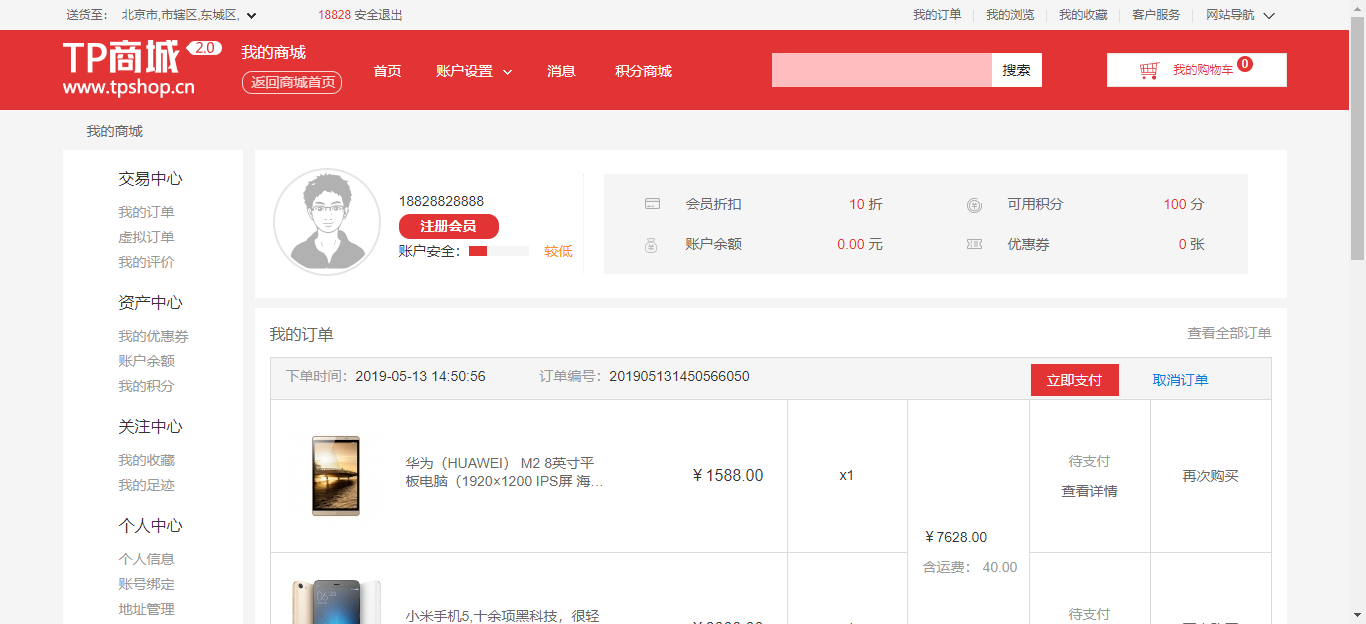 送货至： 北京市,市辖区,东城区, 18828 安全退出 我的订单 我的浏览 我的收藏 客户服务 网站导航
TP商城 2.0
www.tpshop.cn
我的商城
返回商城首页
首页 账户设置 消息 积分商城
搜索
我的购物车 0
我的商城
交易中心
我的订单
虚拟订单
我的评价
资产中心
我的优惠券
账户余额
我的积分
关注中心
我的收藏
我的足迹
个人中心
个人信息
账号绑定
地址管理
18828828888
注册会员
账户安全： 较低
会员折扣 10 折 可用积分 100 分
账户余额 0.00 元 优惠券 0 张
我的订单 查看全部订单
下单时间：2019-05-13 14:50:56 订单编号：201905131450566050 立即支付 取消订单
华为（HUAWEI） M2 8英寸平
板电脑（1920×1200 IPS屏 海…
￥1588.00 x1
待支付
查看详情
再次购买
￥7628.00
含运费： 40.00
小米手机5,十余项黑科技，很轻
待支付